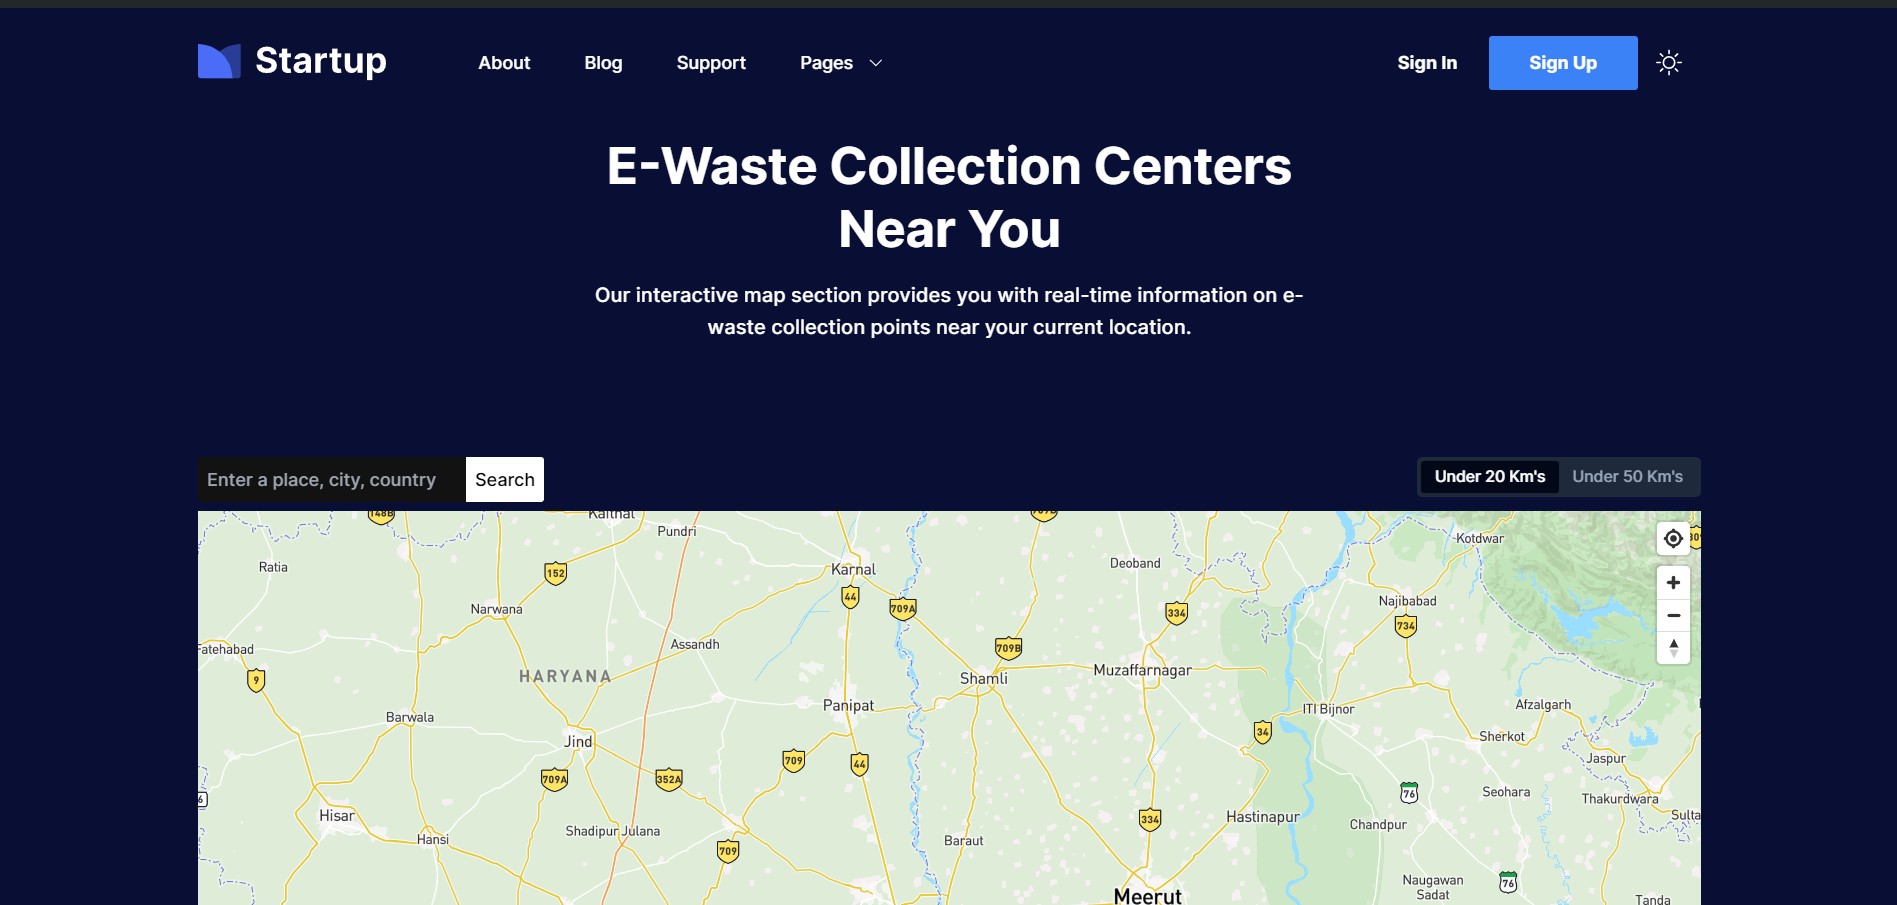 Startup
About
Blog
Support
Pages
Sign In
Sign Up
E-Waste Collection Centers
Near You
Our interactive map section provides you with real-time information on e-
waste collection points near your current location.
Enter a place, city, country
Search
Under 20 Km's
Under 50 Km's
148B
Kaithal
709B
Pundri
Kotdwar
309
Ratia
152
Karnal
Deoband
Narwana
44
709A
334
Najibabad
734
Fatehabad
Assandh
709B
9
HARYANA
Shamli
Muzaffarnagar
Barwala
Panipat
ITI Bijnor
Afzalgarh
Jind
34
Sherkot
709A
352A
709
44
Jaspur
6
76
Seohara
Thakurdwara
Hisar
Hansi
Shadipur Julana
334
Hastinapur
Chandpur
Sulta
709
Baraut
Meerut
Naugawan
Sadat
76
Tanda